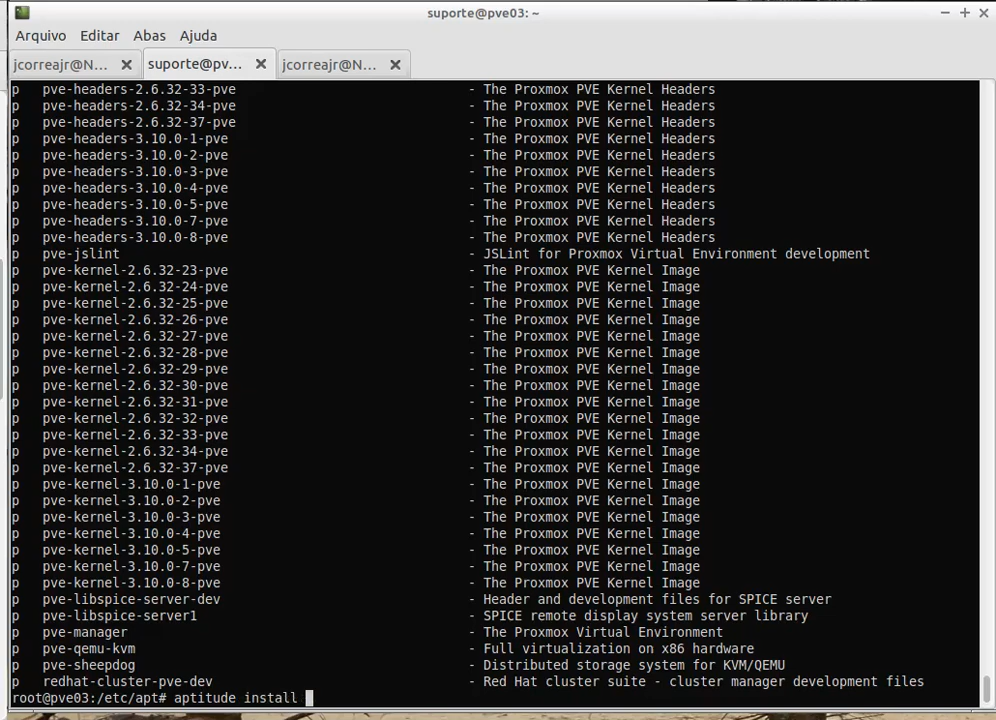 suporte@pve03: ~
Arquivo Editar Abas Ajuda
jcorreajr@N... suporte@pv... jcorreajr@N...
p pve-headers-2.6.32-33-pve - The Proxmox PVE Kernel Headers
p pve-headers-2.6.32-34-pve - The Proxmox PVE Kernel Headers
p pve-headers-2.6.32-37-pve - The Proxmox PVE Kernel Headers
p pve-headers-3.10.0-1-pve - The Proxmox PVE Kernel Headers
p pve-headers-3.10.0-2-pve - The Proxmox PVE Kernel Headers
p pve-headers-3.10.0-3-pve - The Proxmox PVE Kernel Headers
p pve-headers-3.10.0-4-pve - The Proxmox PVE Kernel Headers
p pve-headers-3.10.0-5-pve - The Proxmox PVE Kernel Headers
p pve-headers-3.10.0-7-pve - The Proxmox PVE Kernel Headers
p pve-headers-3.10.0-8-pve - The Proxmox PVE Kernel Headers
p pve-jslint - JSLint for Proxmox Virtual Environment development
p pve-kernel-2.6.32-23-pve - The Proxmox PVE Kernel Image
p pve-kernel-2.6.32-24-pve - The Proxmox PVE Kernel Image
p pve-kernel-2.6.32-25-pve - The Proxmox PVE Kernel Image
p pve-kernel-2.6.32-26-pve - The Proxmox PVE Kernel Image
p pve-kernel-2.6.32-27-pve - The Proxmox PVE Kernel Image
p pve-kernel-2.6.32-28-pve - The Proxmox PVE Kernel Image
p pve-kernel-2.6.32-29-pve - The Proxmox PVE Kernel Image
p pve-kernel-2.6.32-30-pve - The Proxmox PVE Kernel Image
p pve-kernel-2.6.32-31-pve - The Proxmox PVE Kernel Image
p pve-kernel-2.6.32-32-pve - The Proxmox PVE Kernel Image
p pve-kernel-2.6.32-33-pve - The Proxmox PVE Kernel Image
p pve-kernel-2.6.32-34-pve - The Proxmox PVE Kernel Image
p pve-kernel-2.6.32-37-pve - The Proxmox PVE Kernel Image
p pve-kernel-3.10.0-1-pve - The Proxmox PVE Kernel Image
p pve-kernel-3.10.0-2-pve - The Proxmox PVE Kernel Image
p pve-kernel-3.10.0-3-pve - The Proxmox PVE Kernel Image
p pve-kernel-3.10.0-4-pve - The Proxmox PVE Kernel Image
p pve-kernel-3.10.0-5-pve - The Proxmox PVE Kernel Image
p pve-kernel-3.10.0-7-pve - The Proxmox PVE Kernel Image
p pve-kernel-3.10.0-8-pve - The Proxmox PVE Kernel Image
p pve-libspice-server-dev - Header and development files for SPICE server
p pve-libspice-server1 - SPICE remote display system server library
p pve-manager - The Proxmox Virtual Environment
p pve-qemu-kvm - Full virtualization on x86 hardware
p pve-sheepdog - Distributed storage system for KVM/QEMU
p redhat-cluster-pve-dev - Red Hat cluster suite - cluster manager development files
root@pve03:/etc/apt# aptitude install